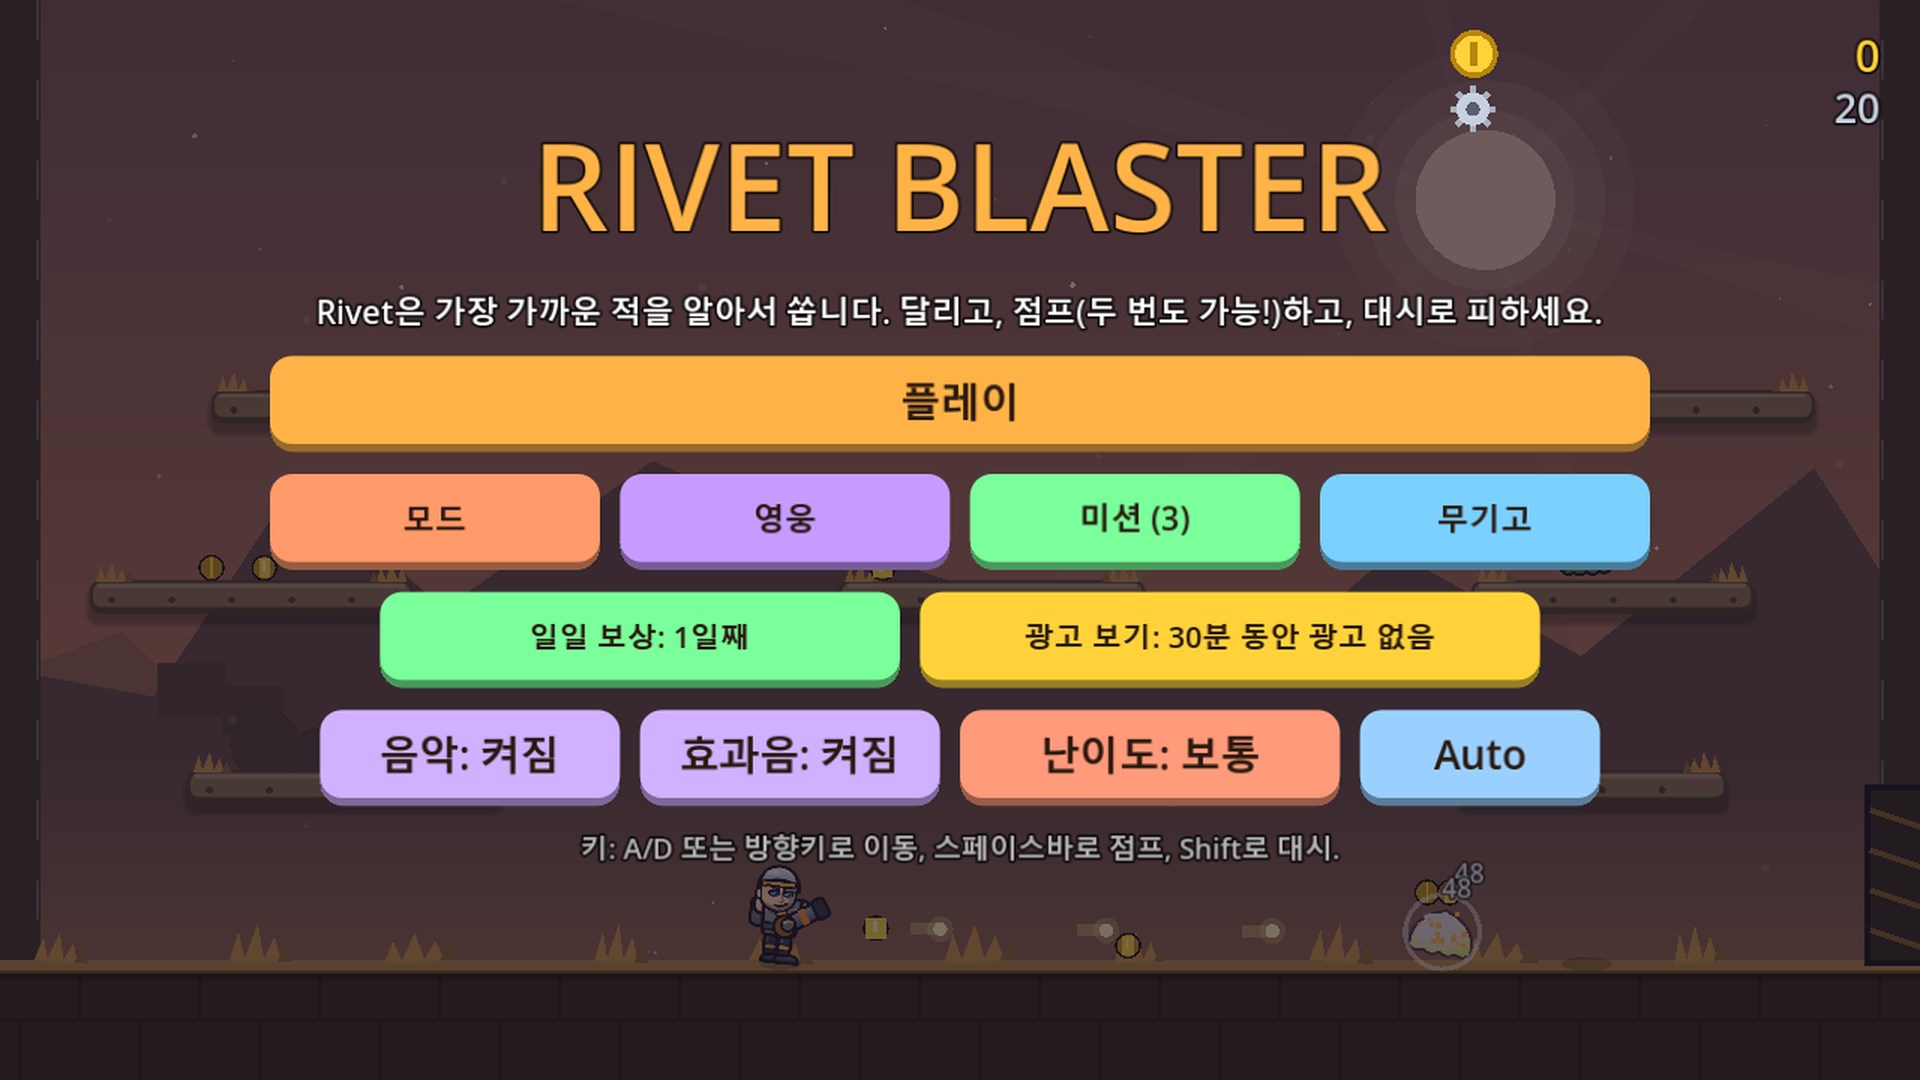 0
20
RIVET BLASTER
Rivet은 가장 가까운 적을 알아서 쏩니다. 달리고, 점프(두 번도 가능!)하고, 대시로 피하세요.
플레이
모드
영웅
미션 (3)
무기고
일일 보상: 1일째
광고 보기: 30분 동안 광고 없음
음악: 켜짐
효과음: 켜짐
난이도: 보통
Auto
키: A/D 또는 방향키로 이동, 스페이스바로 점프, Shift로 대시.
48
48